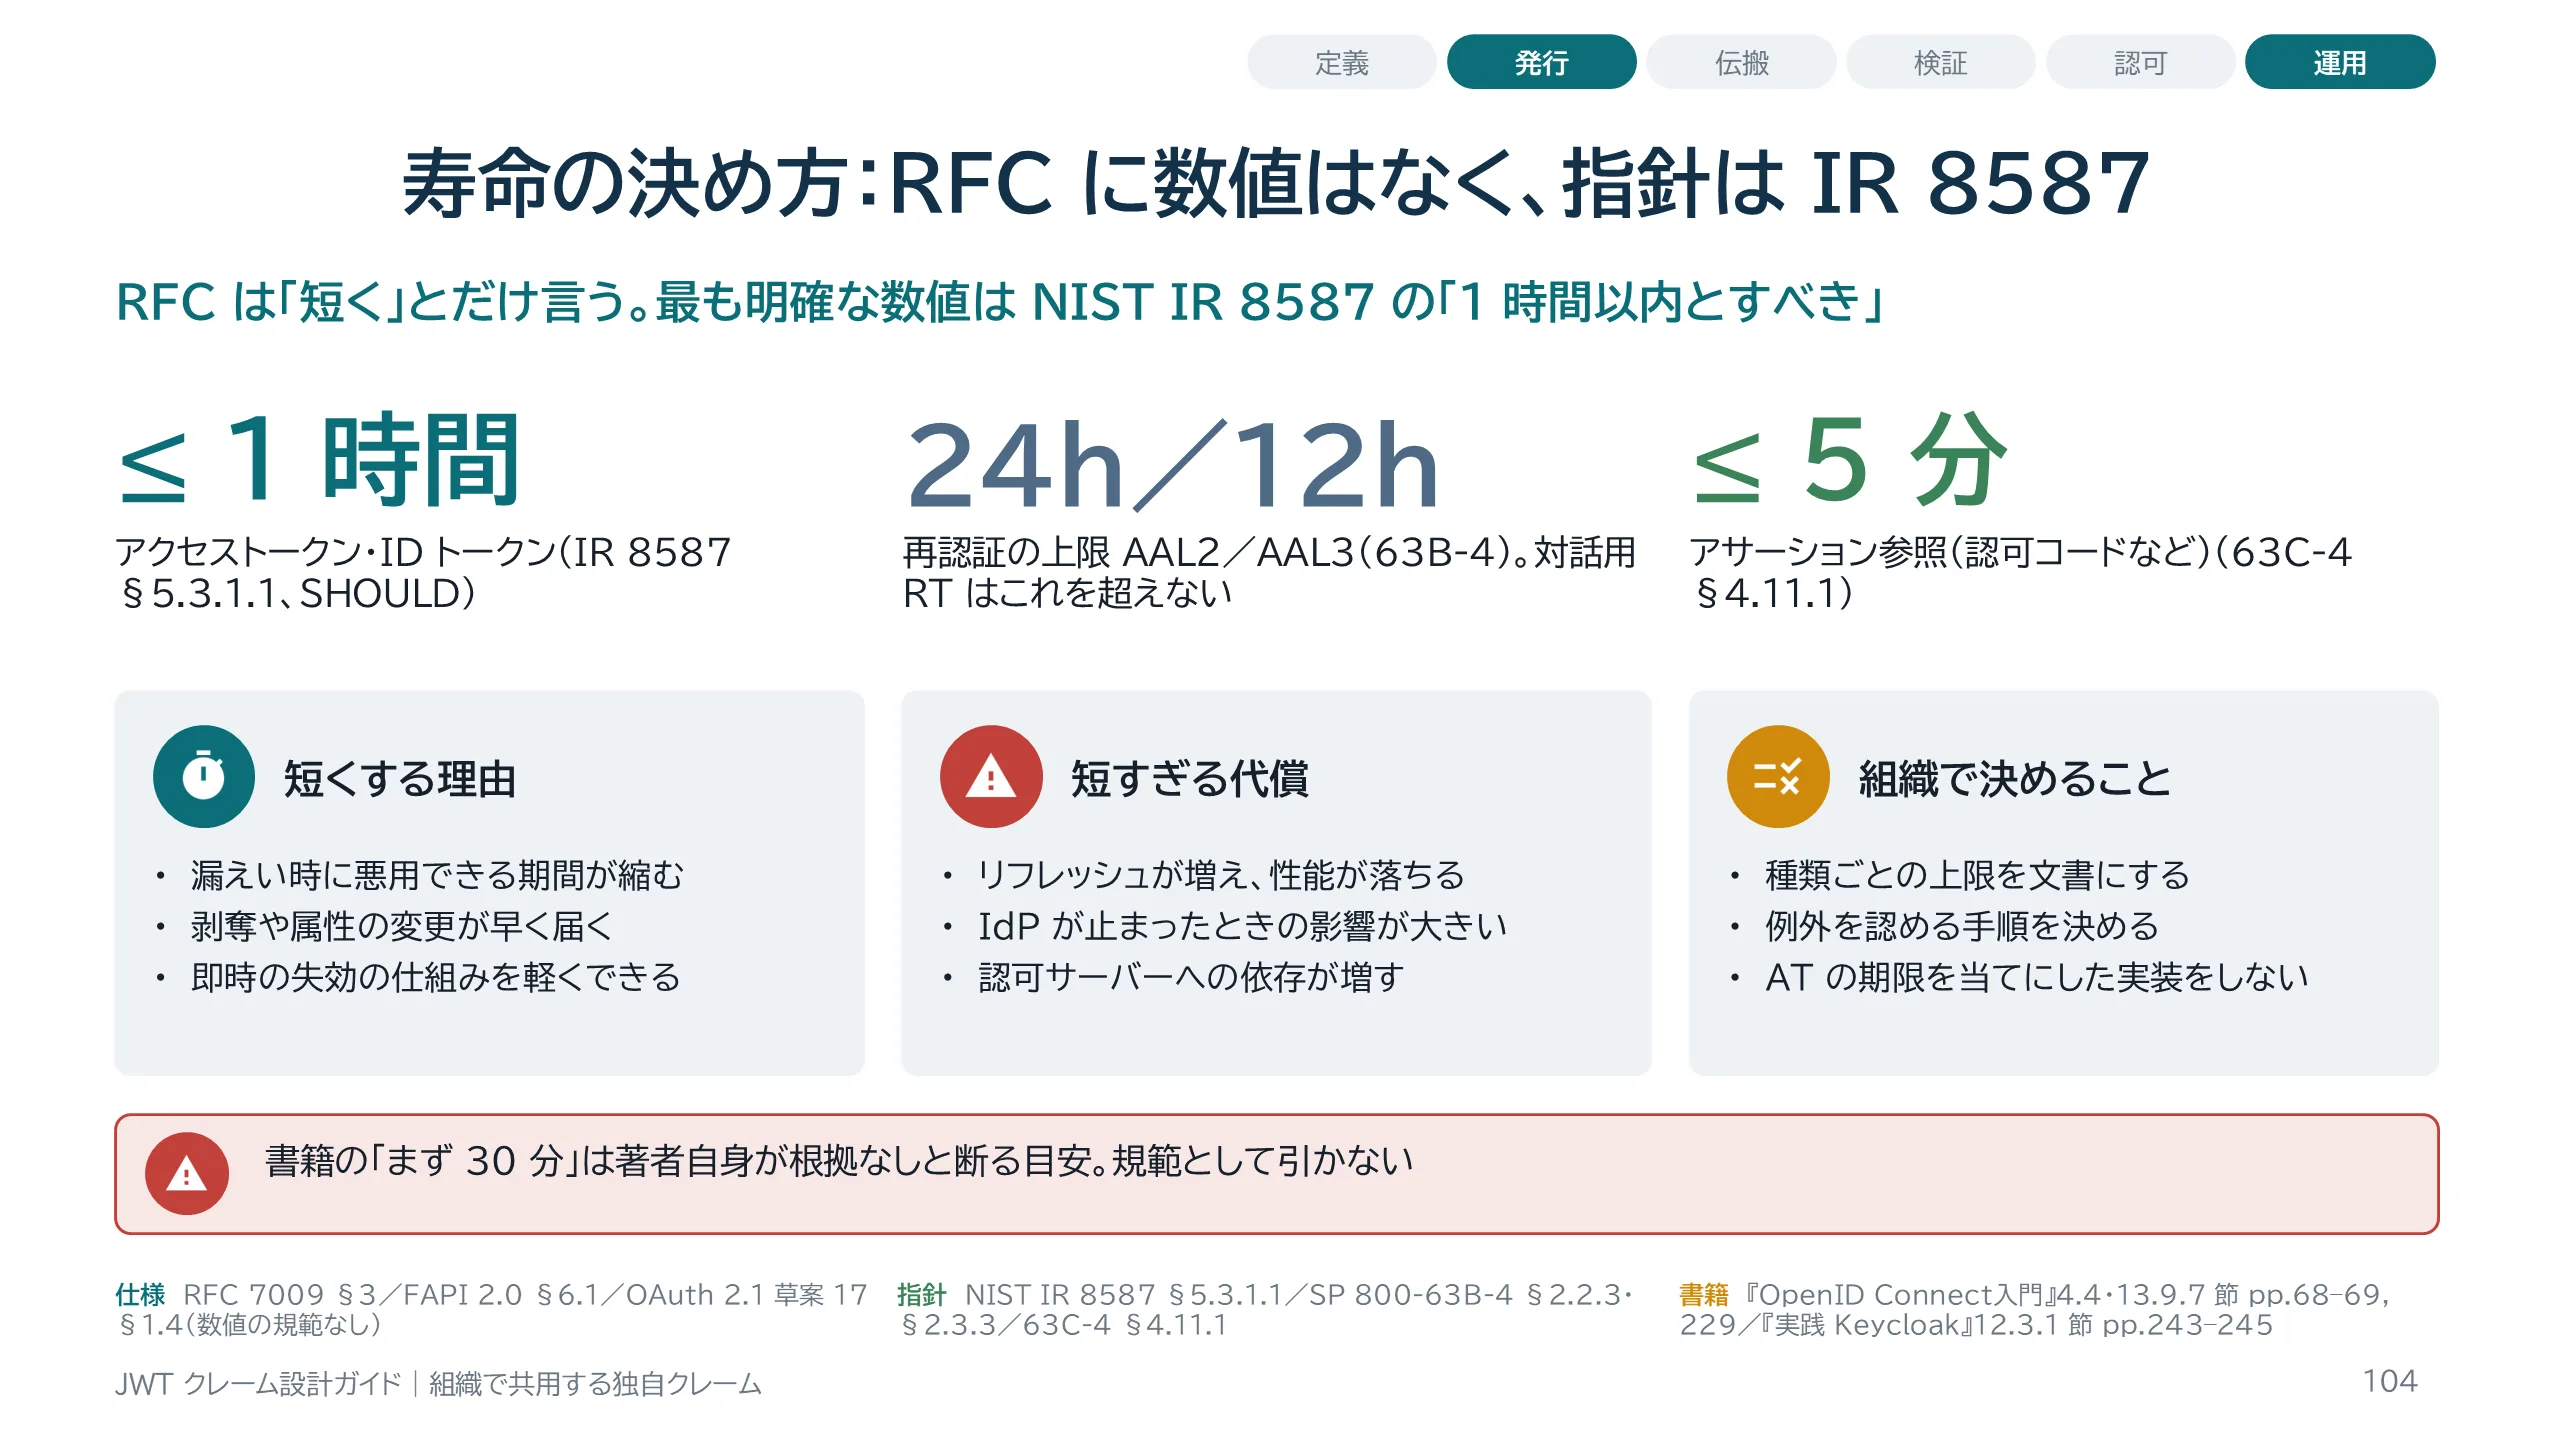 定義
発行
伝搬
検証
認可
運用
寿命の決め方：RFC に数値はなく、指針は IR 8587
RFC は「短く」とだけ言う。最も明確な数値は NIST IR 8587 の「1 時間以内とすべき」
≤ 1 時間
アクセストークン・ID トークン（IR 8587
§5.3.1.1、SHOULD）
24h／12h
再認証の上限 AAL2／AAL3（63B-4）。対話用
RT はこれを超えない
≤ 5 分
アサーション参照（認可コードなど）（63C-4
§4.11.1）
短くする理由
• 漏えい時に悪用できる期間が縮む
• 剥奪や属性の変更が早く届く
• 即時の失効の仕組みを軽くできる
短すぎる代償
• リフレッシュが増え、性能が落ちる
• IdP が止まったときの影響が大きい
• 認可サーバーへの依存が増す
組織で決めること
• 種類ごとの上限を文書にする
• 例外を認める手順を決める
• AT の期限を当てにした実装をしない
書籍の「まず 30 分」は著者自身が根拠なしと断る目安。規範として引かない
仕様 RFC 7009 §3／FAPI 2.0 §6.1／OAuth 2.1 草案 17
§1.4（数値の規範なし）
指針 NIST IR 8587 §5.3.1.1／SP 800-63B-4 §2.2.3・
§2.3.3／63C-4 §4.11.1
書籍 『OpenID Connect入門』4.4・13.9.7 節 pp.68–69,
229／『実践 Keycloak』12.3.1 節 pp.243–245
JWT クレーム設計ガイド｜組織で共用する独自クレーム
104